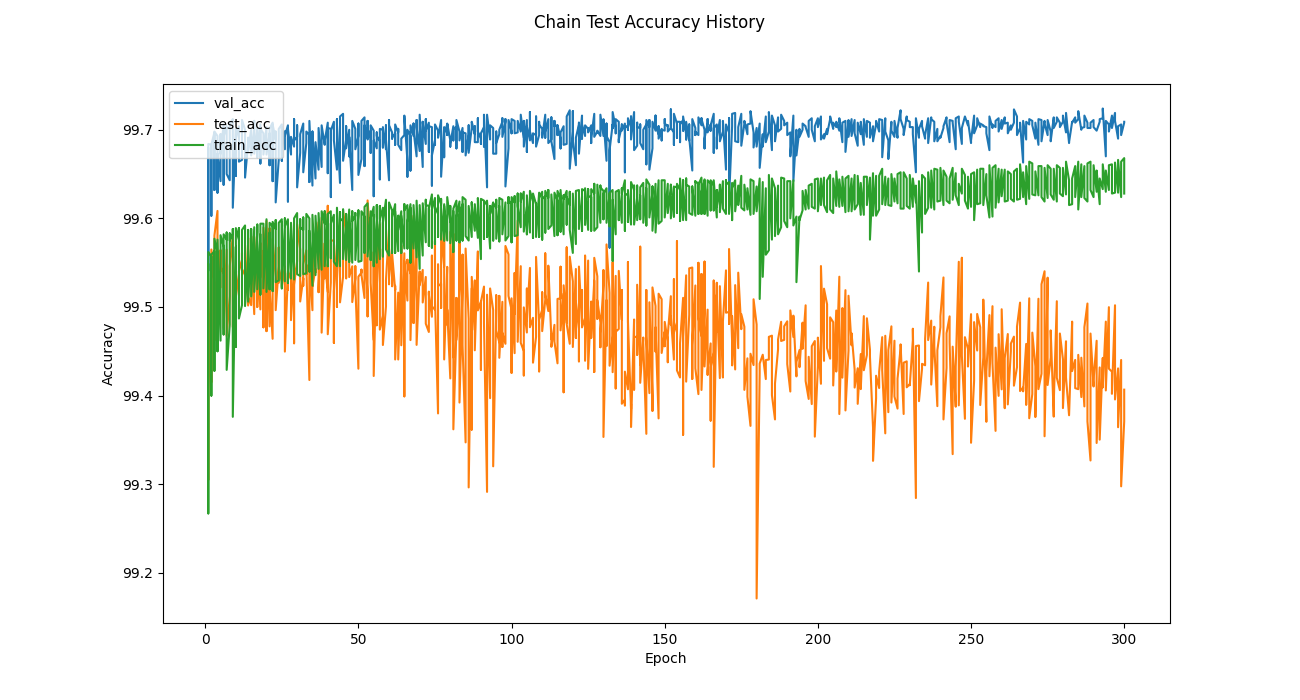 Chain Test Accuracy History
val_acc
test_acc
train_acc
99.7
99.6
99.5
99.4
99.3
99.2
Accuracy
0 50 100 150 200 250 300
Epoch